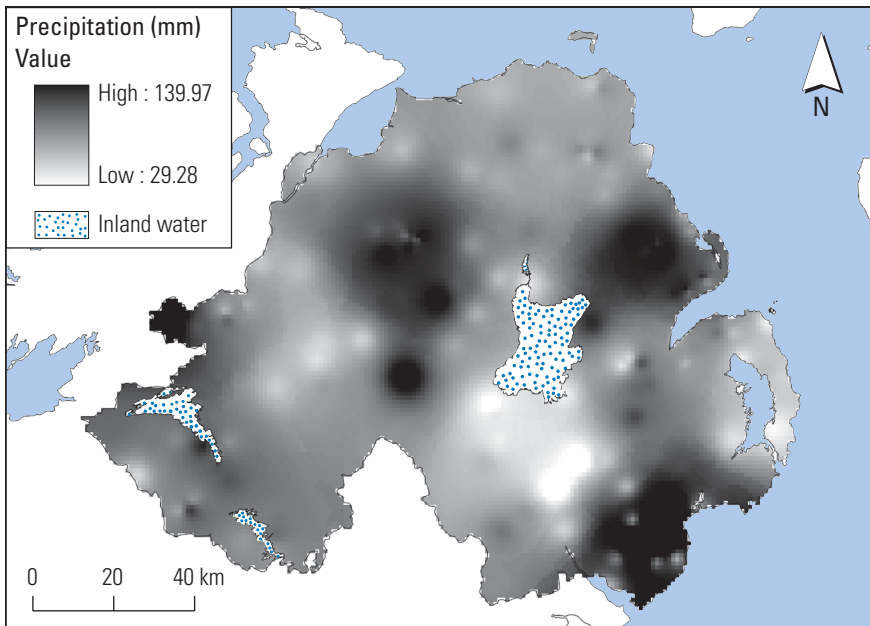 Precipitation (mm)
Value
High : 139.97
Low : 29.28
Inland water
N
0 20 40 km